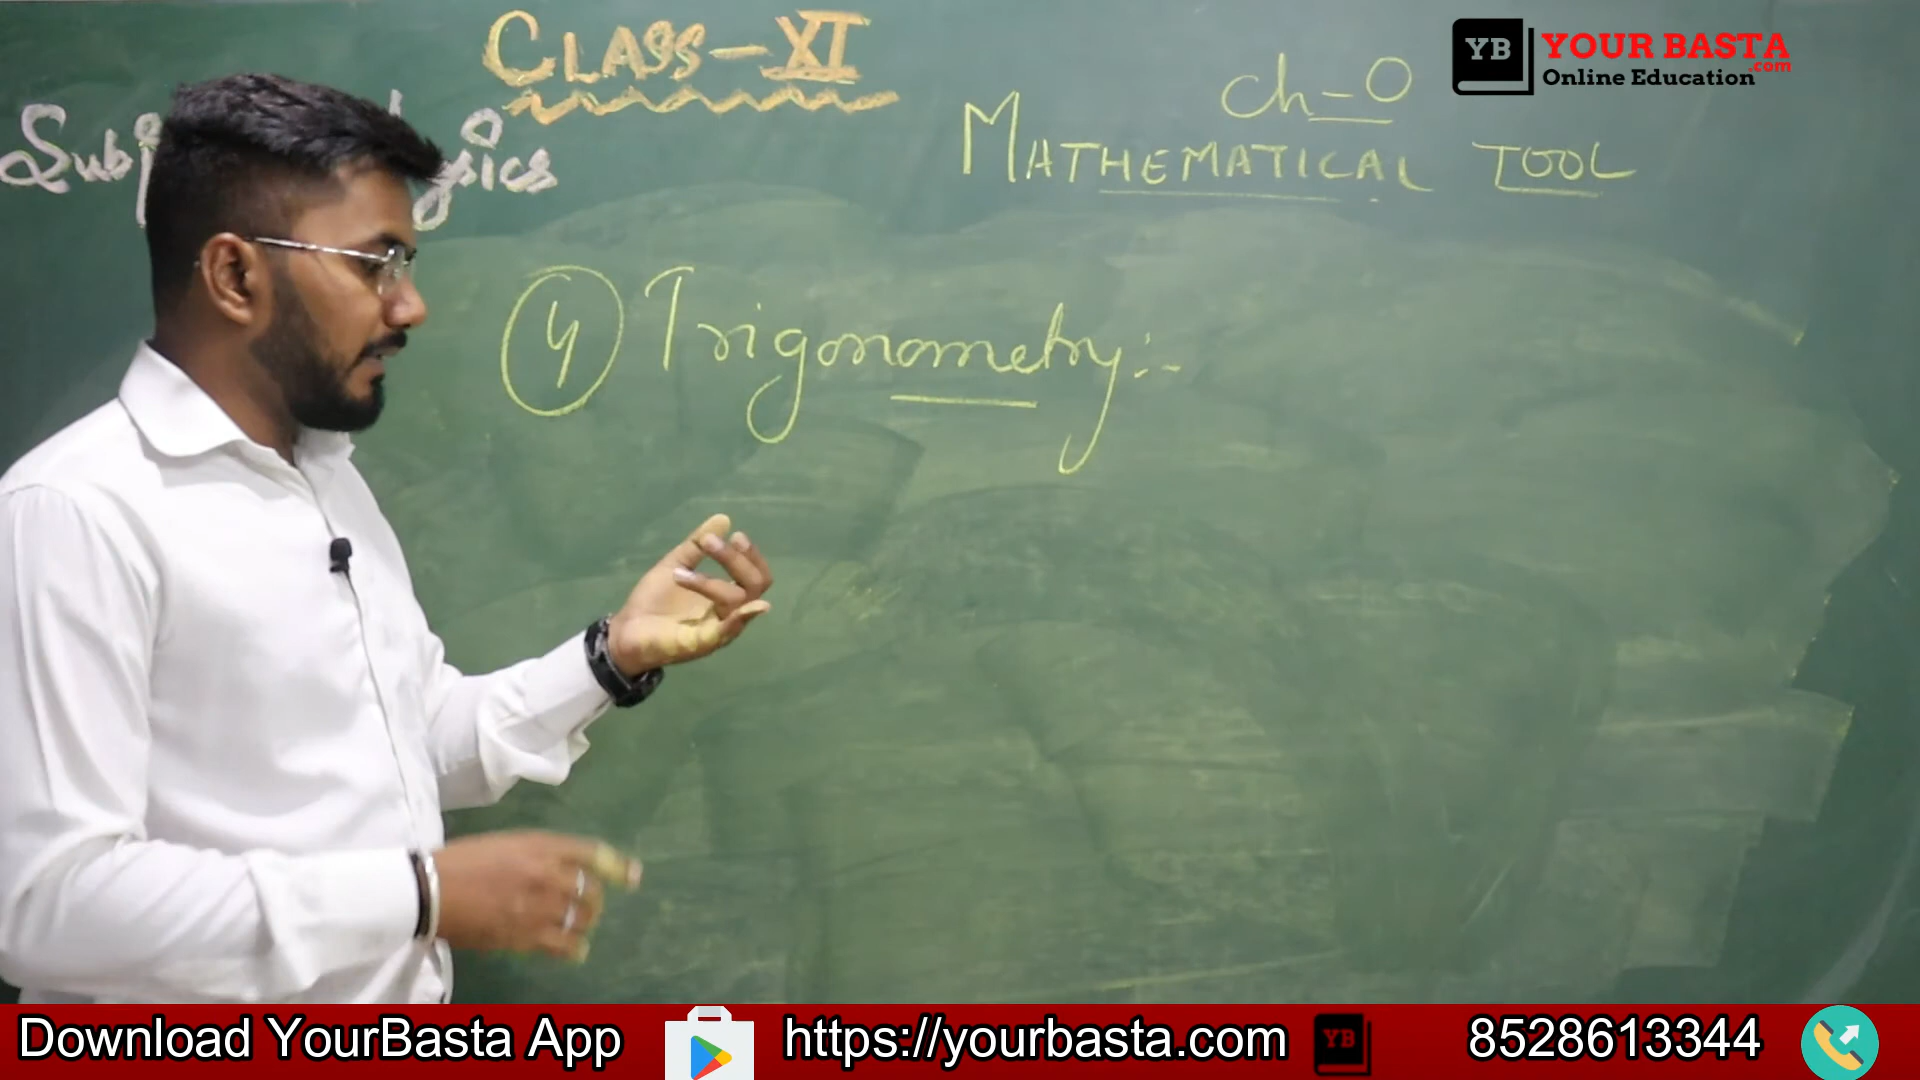 CLASS-XI
Ch-0
YB
YOUR BASTA
.com
Online Education
MATHEMATICAL TOOL
4 Trigonometry:-
Download YourBasta App
https://yourbasta.com
YB
8528613344